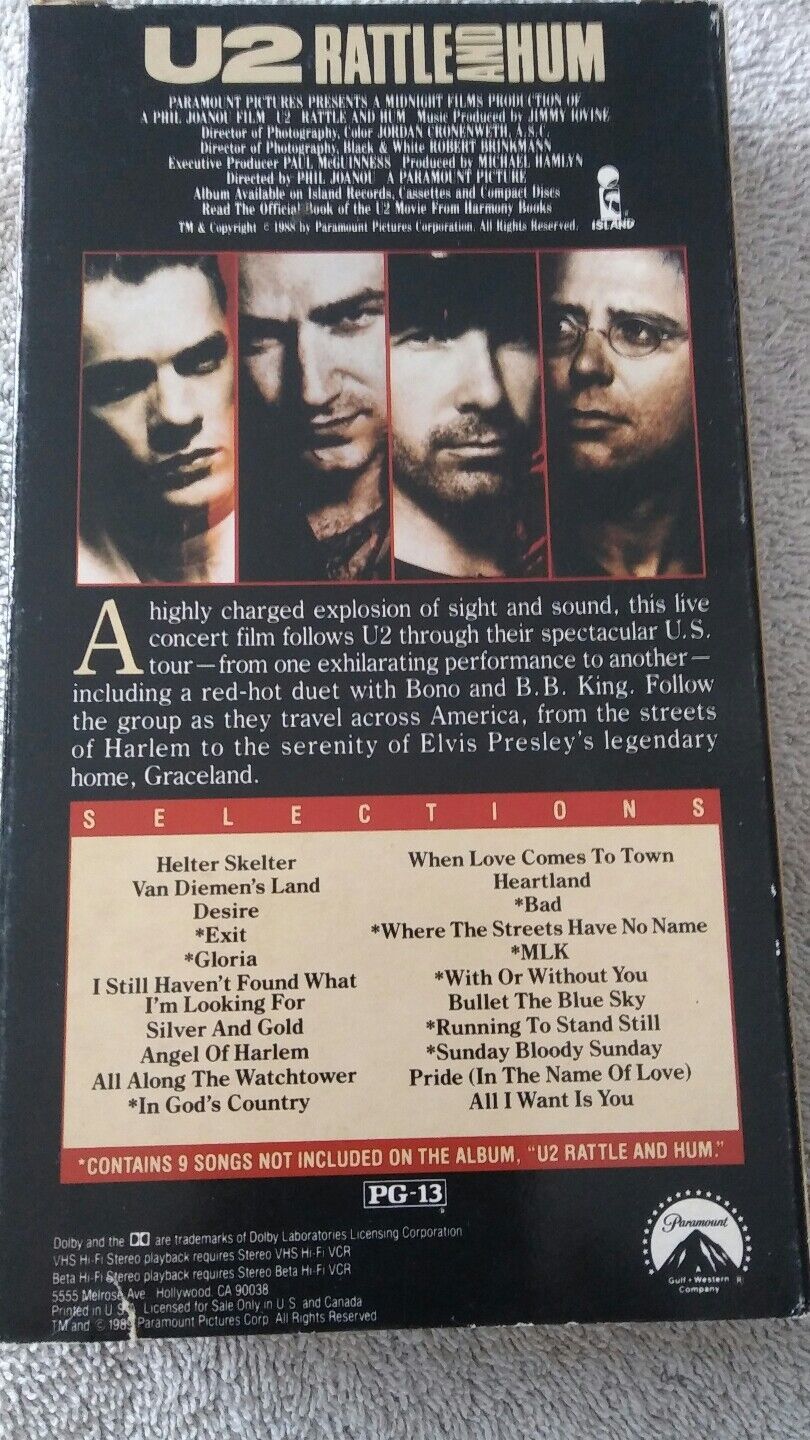 U2 RATTLE AND HUM
PARAMOUNT PICTURES PRESENTS A MIDNIGHT FILMS PRODUCTION OF
A PHIL JOANOU FILM U2 RATTLE AND HUM Music Produced by JIMMY IOVINE
Director of Photography, Color JORDAN CRONENWETH, A.S.C.
Director of Photography, Black & White ROBERT BRINKMANN
Executive Producer PAUL McGUINNESS Produced by MICHAEL HAMLYN
Directed by PHIL JOANOU A PARAMOUNT PICTURE
Album Available on Island Records, Cassettes and Compact Discs
Read The Official Book of the U2 Movie From Harmony Books
TM & Copyright © 1988 by Paramount Pictures Corporation. All Rights Reserved.
ISLAND
A highly charged explosion of sight and sound, this live
concert film follows U2 through their spectacular U.S.
tour—from one exhilarating performance to another—
including a red-hot duet with Bono and B.B. King. Follow
the group as they travel across America, from the streets
of Harlem to the serenity of Elvis Presley's legendary
home, Graceland.
SELECTIONS
Helter Skelter
Van Diemen's Land
Desire
*Exit
*Gloria
I Still Haven't Found What
I'm Looking For
Silver And Gold
Angel Of Harlem
All Along The Watchtower
*In God's Country
When Love Comes To Town
Heartland
*Bad
*Where The Streets Have No Name
*MLK
*With Or Without You
Bullet The Blue Sky
*Running To Stand Still
*Sunday Bloody Sunday
Pride (In The Name Of Love)
All I Want Is You
*CONTAINS 9 SONGS NOT INCLUDED ON THE ALBUM, "U2 RATTLE AND HUM."
PG-13
Dolby and the DD are trademarks of Dolby Laboratories Licensing Corporation
VHS Hi-Fi Stereo playback requires Stereo VHS Hi-Fi VCR
Beta Hi-Fi Stereo playback requires Stereo Beta Hi-Fi VCR
5555 Melrose Ave. Hollywood, CA 90038
Printed in U.S.A. Licensed for Sale Only in U.S. and Canada
TM and © 1989 Paramount Pictures Corp. All Rights Reserved
Paramount
A
Gulf+Western
Company
®